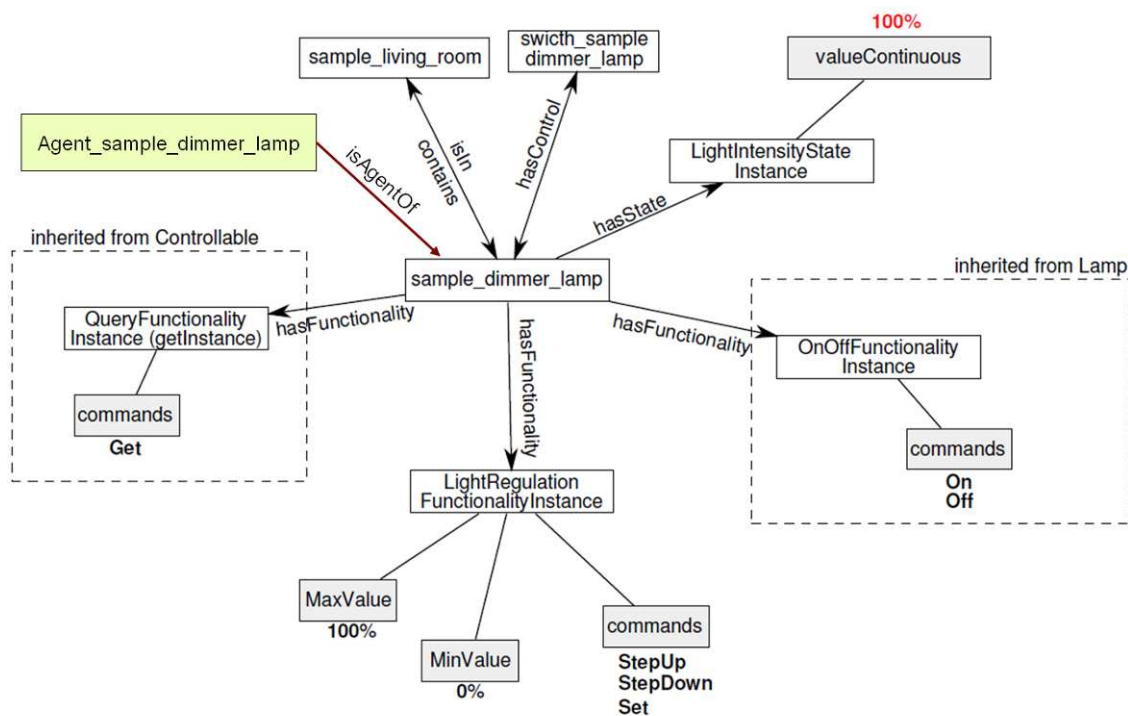 100%
valueContinuous
sample_living_room
swicth_sample
dimmer_lamp
Agent_sample_dimmer_lamp
LightIntensityState
Instance
isAgentOf
isIn
contains
hasControl
hasState
inherited from Controllable
sample_dimmer_lamp
inherited from Lamp
QueryFunctionality
Instance (getInstance)
hasFunctionality
hasFunctionality
hasFunctionality
OnOffFunctionality
Instance
commands
Get
commands
On
Off
LightRegulation
FunctionalityInstance
MaxValue
100%
MinValue
0%
commands
StepUp
StepDown
Set